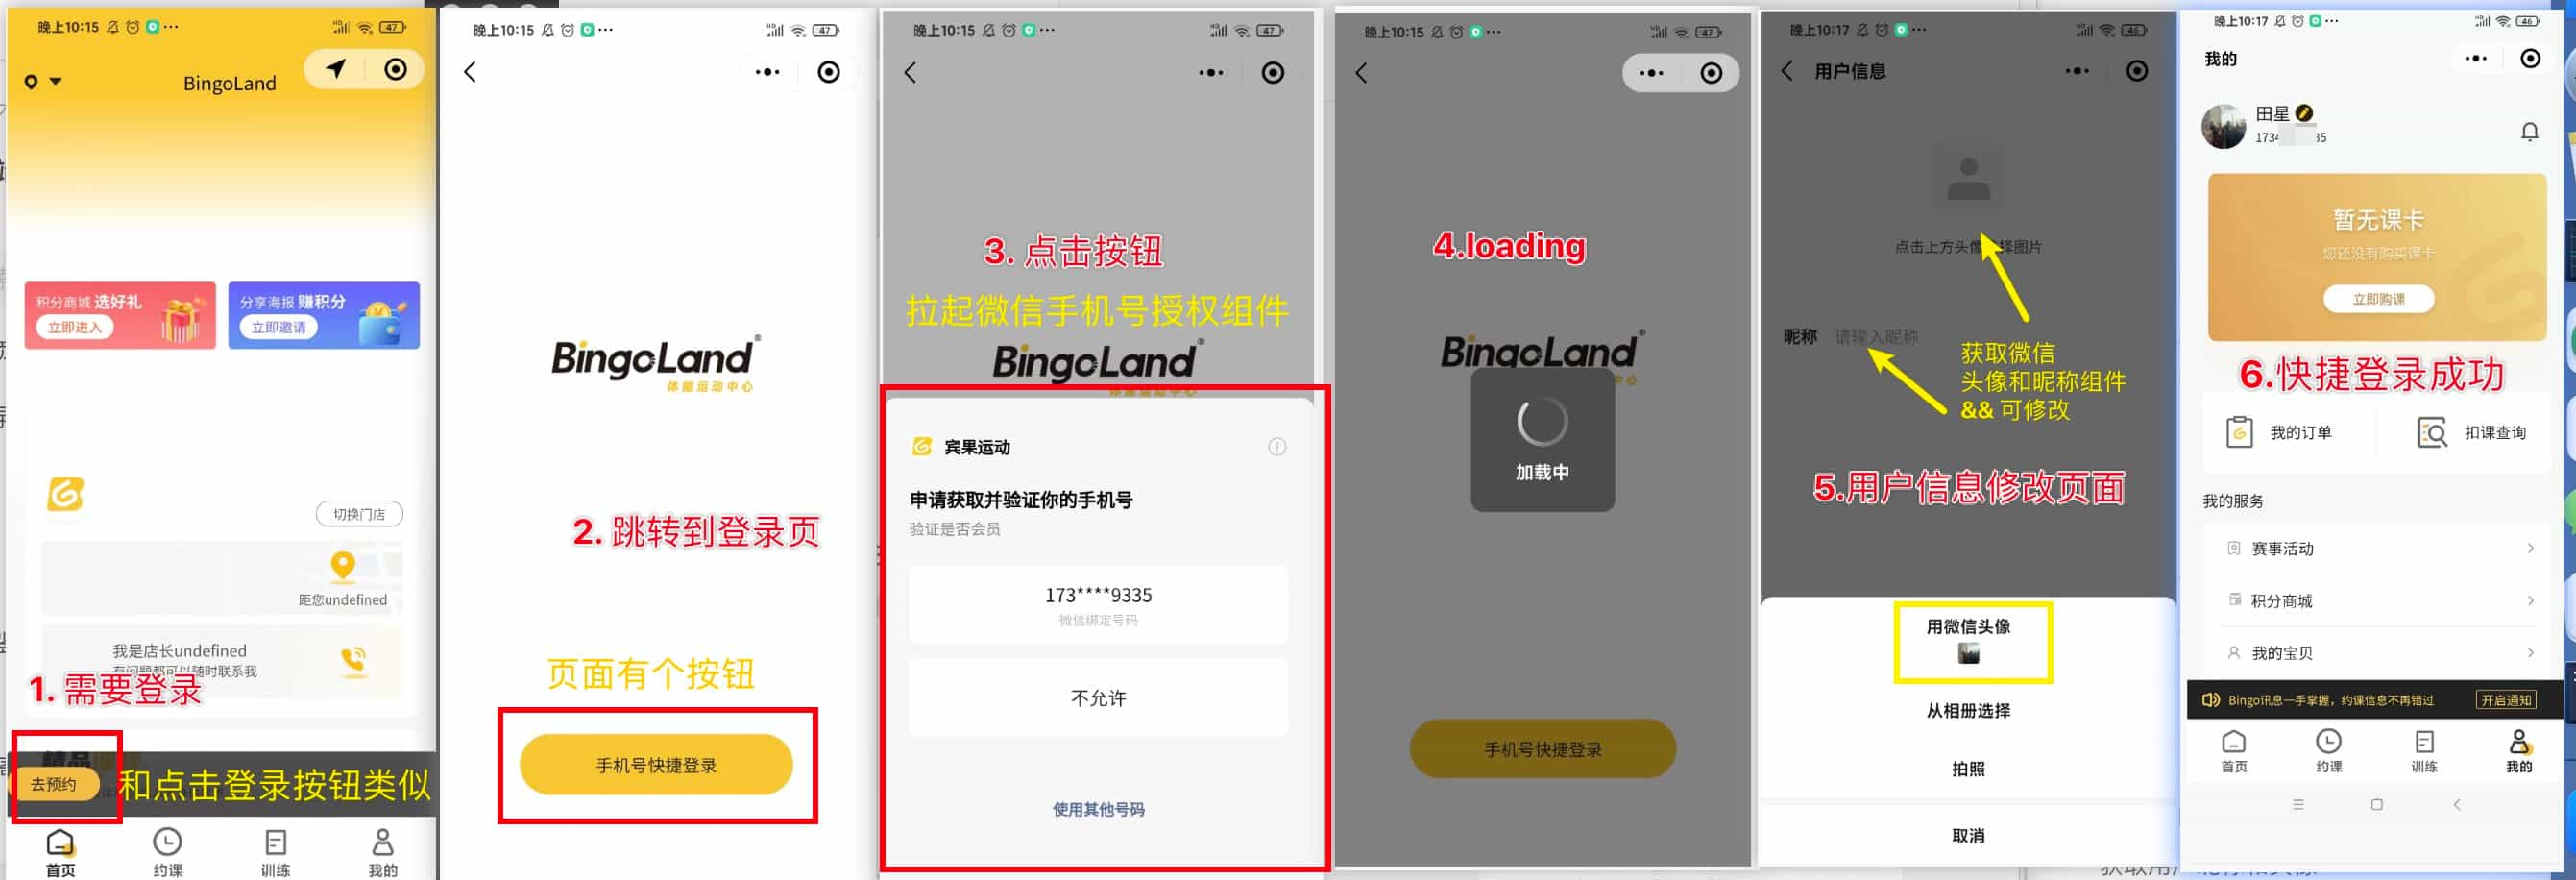 晚上10:15
47
BingoLand
积分商城 选好礼
立即进入
分享海报 赚积分
立即邀请
切换门店
距您undefined
我是店长undefined
有问题都可以随时联系我
1. 需要登录
去预约
和点击登录按钮类似
首页
约课
训练
我的
晚上10:15
47
BingoLand®
体能运动中心
2. 跳转到登录页
页面有个按钮
手机号快捷登录
晚上10:15
47
3. 点击按钮
拉起微信手机号授权组件
BingoLand®
宾果运动
申请获取并验证你的手机号
验证是否会员
173****9335
微信绑定号码
不允许
使用其他号码
晚上10:15
47
4.loading
BingoLand®
加载中
手机号快捷登录
晚上10:17
46
用户信息
点击上方头像选择图片
昵称 请输入昵称
获取微信
头像和昵称组件
&& 可修改
5.用户信息修改页面
用微信头像
从相册选择
拍照
取消
晚上10:17
46
我的
田星
暂无课卡
您还没有购买课卡
立即购课
6.快捷登录成功
我的订单
扣课查询
我的服务
赛事活动
积分商城
我的宝贝
Bingo讯息一手掌握，约课信息不再错过
开启通知
首页
约课
训练
我的